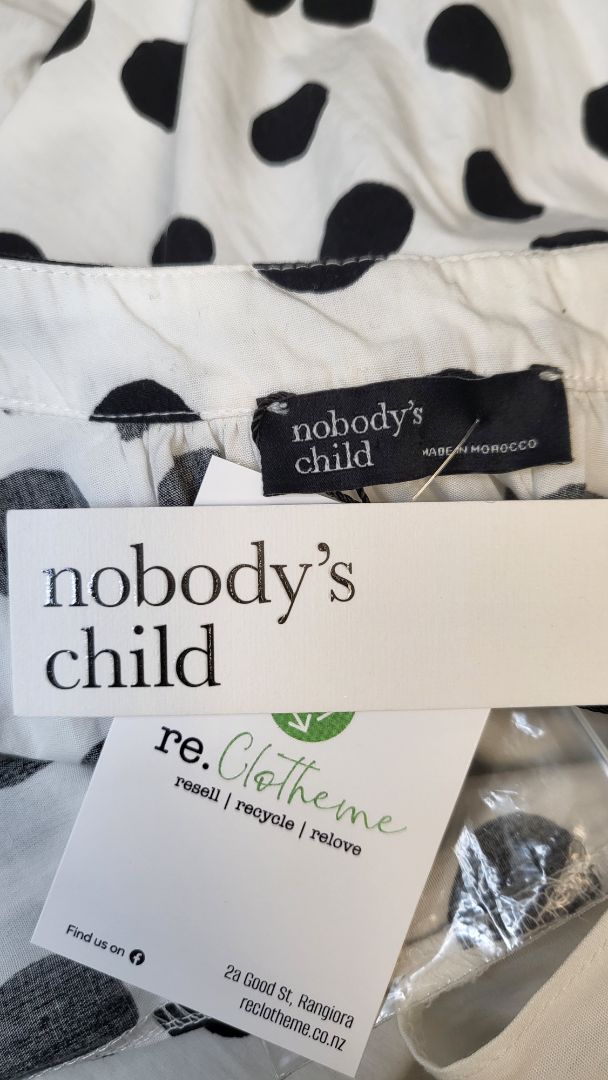 nobody's
child
MADE IN MOROCCO
nobody's
child
re.Clotheme
resell | recycle | relove
Find us on
2a Good St, Rangiora
reclotheme.co.nz